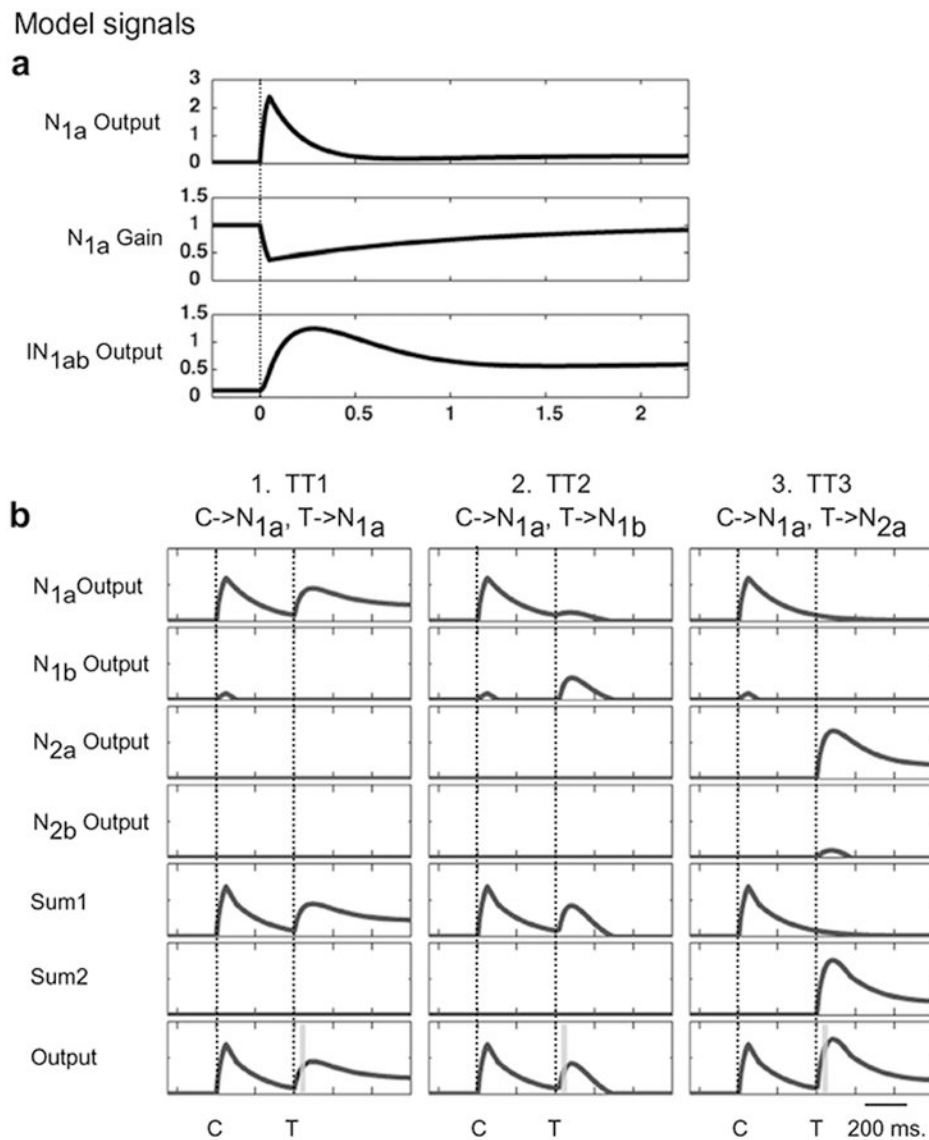 Model signals
a
N1a Output
3
2
1
0
N1a Gain
1.5
1
0.5
0
IN1ab Output
1.5
1
0.5
0
0 0.5 1 1.5 2
b
1. TT1 2. TT2 3. TT3
C->N1a, T->N1a C->N1a, T->N1b C->N1a, T->N2a
N1aOutput
N1b Output
N2a Output
N2b Output
Sum1
Sum2
Output
C T C T C T 200 ms.